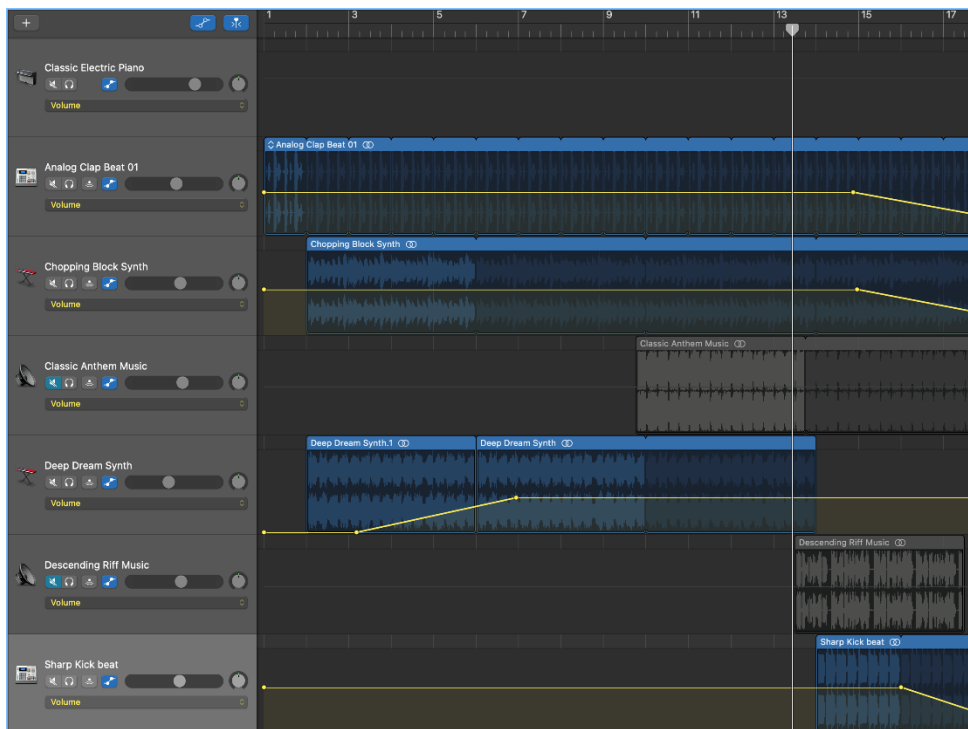 1 3 5 7 9 11 13 15 17
Classic Electric Piano
Volume
Analog Clap Beat 01
Volume
Analog Clap Beat 01
Chopping Block Synth
Volume
Chopping Block Synth
Classic Anthem Music
Volume
Classic Anthem Music
Deep Dream Synth
Volume
Deep Dream Synth.1 Deep Dream Synth
Descending Riff Music
Volume
Descending Riff Music
Sharp Kick beat
Volume
Sharp Kick beat